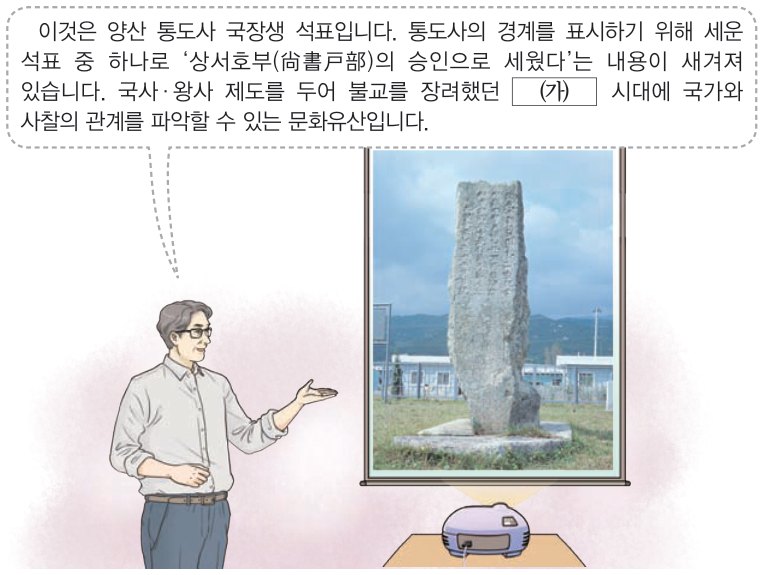 이것은 양산 통도사 국장생 석표입니다. 통도사의 경계를 표시하기 위해 세운
석표 중 하나로 ‘상서호부(尙書戶部)의 승인으로 세웠다’는 내용이 새겨져
있습니다. 국사·왕사 제도를 두어 불교를 장려했던 (가) 시대에 국가와
사찰의 관계를 파악할 수 있는 문화유산입니다.